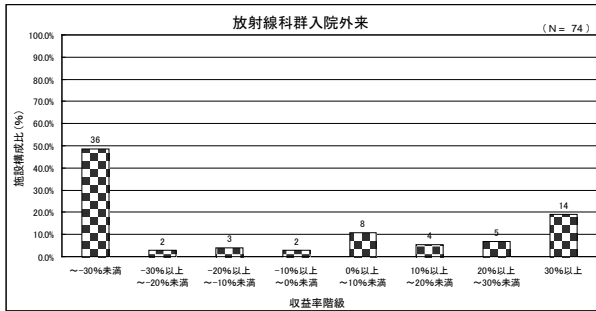 放射線科群入院外来
(N= 74)
施設構成比(%)
100.0%
90.0%
80.0%
70.0%
60.0%
50.0%
40.0%
30.0%
20.0%
10.0%
0.0%
36
2
3
2
8
4
5
14
～-30%未満
-30%以上
～-20%未満
-20%以上
～-10%未満
-10%以上
～0%未満
0%以上
～10%未満
10%以上
～20%未満
20%以上
～30%未満
30%以上
収益率階級